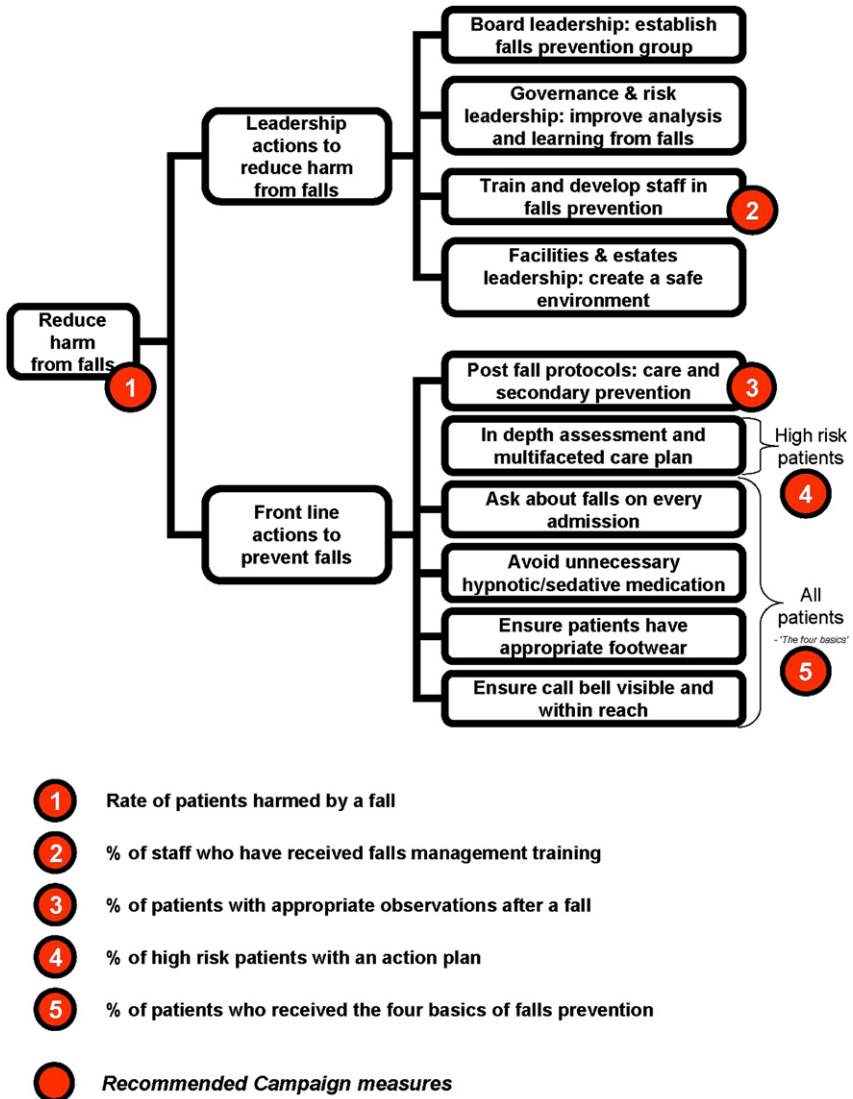 Board leadership: establish
falls prevention group
Governance & risk
leadership: improve analysis
and learning from falls
Leadership
actions to
reduce harm
from falls
Train and develop staff in
falls prevention
2
Facilities & estates
leadership: create a safe
environment
Reduce
harm
from falls
1
Post fall protocols: care and
secondary prevention
3
In depth assessment and
multifaceted care plan
High risk
patients
4
Front line
actions to
prevent falls
Ask about falls on every
admission
Avoid unnecessary
hypnotic/sedative medication
Ensure patients have
appropriate footwear
Ensure call bell visible and
within reach
All
patients
- 'The four basics'
5
1 Rate of patients harmed by a fall
2 % of staff who have received falls management training
3 % of patients with appropriate observations after a fall
4 % of high risk patients with an action plan
5 % of patients who received the four basics of falls prevention
Recommended Campaign measures